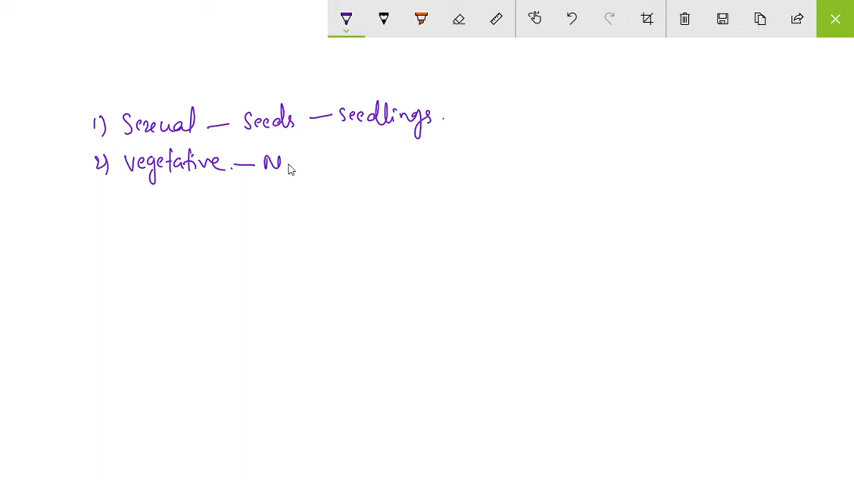 1) Sexual — Seeds — Seedlings.
2) Vegetative. — N